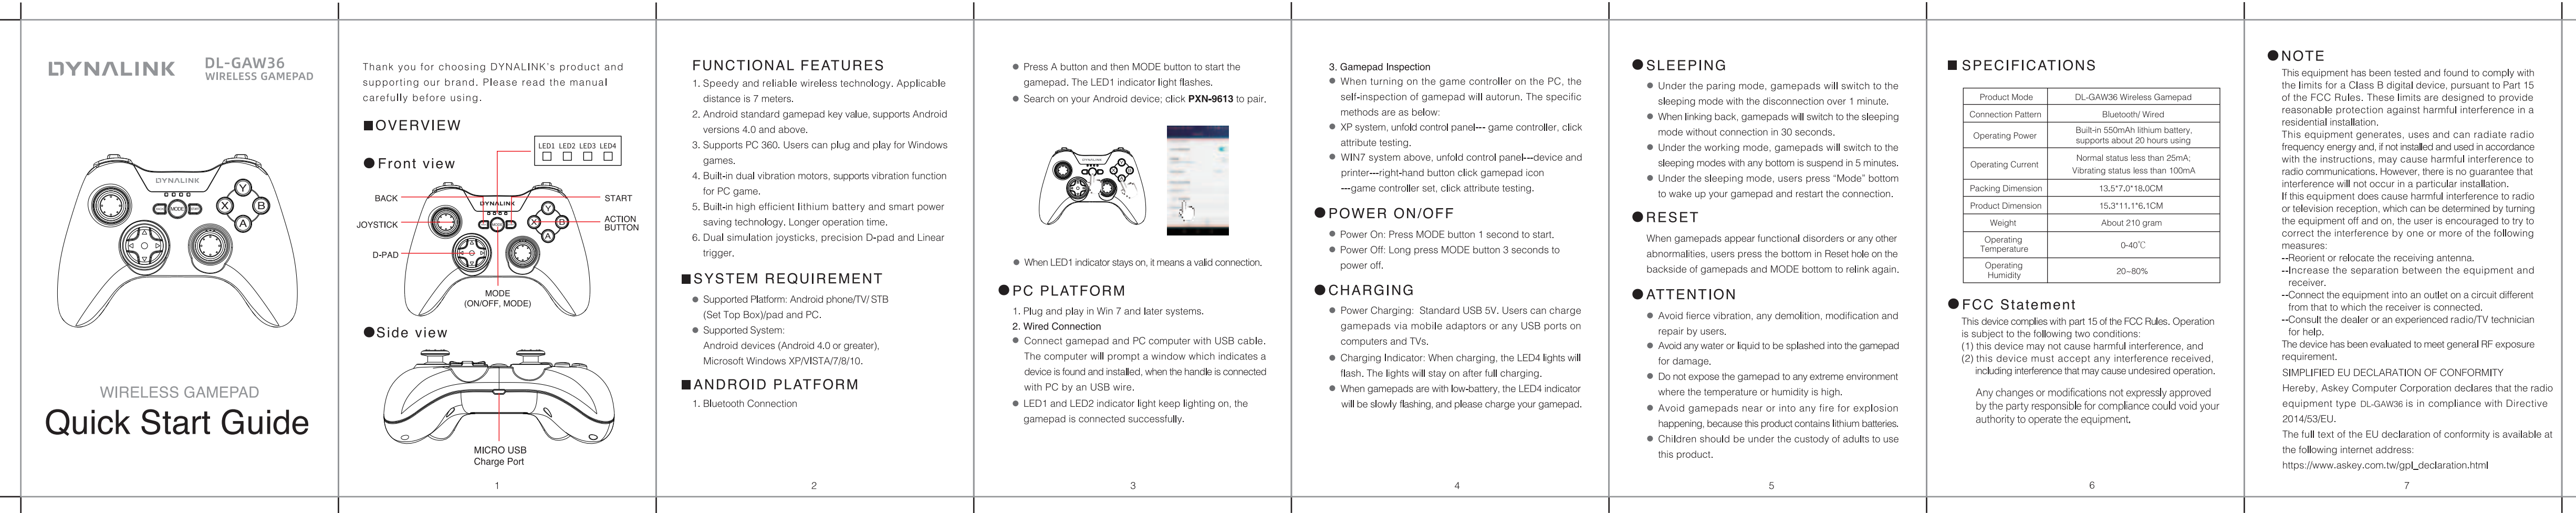 DYNALINK
DL-GAW36
WIRELESS GAMEPAD
DYNALINK
Y
X
B
A
MODE
WIRELESS GAMEPAD
Quick Start Guide
Thank you for choosing DYNALINK's product and
supporting our brand. Please read the manual
carefully before using.
■OVERVIEW
●Front view
LED1 LED2 LED3 LED4
BACK
START
JOYSTICK
ACTION
BUTTON
D-PAD
DYNALINK
Y
X
B
A
MODE
(ON/OFF, MODE)
●Side view
MICRO USB
Charge Port
1
FUNCTIONAL FEATURES
1. Speedy and reliable wireless technology. Applicable
distance is 7 meters.
2. Android standard gamepad key value, supports Android
versions 4.0 and above.
3. Supports PC 360. Users can plug and play for Windows
games.
4. Built-in dual vibration motors, supports vibration function
for PC game.
5. Built-in high efficient lithium battery and smart power
saving technology. Longer operation time.
6. Dual simulation joysticks, precision D-pad and Linear
trigger.
■SYSTEM REQUIREMENT
● Supported Platform: Android phone/TV/ STB
(Set Top Box)/pad and PC.
● Supported System:
Android devices (Android 4.0 or greater),
Microsoft Windows XP/VISTA/7/8/10.
■ANDROID PLATFORM
1. Bluetooth Connection
2
● Press A button and then MODE button to start the
gamepad. The LED1 indicator light flashes.
● Search on your Android device; click PXN-9613 to pair,
● When LED1 indicator stays on, it means a valid connection.
●PC PLATFORM
1. Plug and play in Win 7 and later systems.
2. Wired Connection
● Connect gamepad and PC computer with USB cable.
The computer will prompt a window which indicates a
device is found and installed, when the handle is connected
with PC by an USB wire.
● LED1 and LED2 indicator light keep lighting on, the
gamepad is connected successfully.
3
3. Gamepad Inspection
● When turning on the game controller on the PC, the
self-inspection of gamepad will autorun. The specific
methods are as below:
● XP system, unfold control panel--- game controller, click
attribute testing.
● WIN7 system above, unfold control panel---device and
printer---right-hand button click gamepad icon
---game controller set, click attribute testing.
●POWER ON/OFF
● Power On: Press MODE button 1 second to start.
● Power Off: Long press MODE button 3 seconds to
power off.
●CHARGING
● Power Charging: Standard USB 5V. Users can charge
gamepads via mobile adaptors or any USB ports on
computers and TVs.
● Charging Indicator: When charging, the LED4 lights will
flash. The lights will stay on after full charging.
● When gamepads are with low-battery, the LED4 indicator
will be slowly flashing, and please charge your gamepad.
4
●SLEEPING
● Under the paring mode, gamepads will switch to the
sleeping mode with the disconnection over 1 minute.
● When linking back, gamepads will switch to the sleeping
mode without connection in 30 seconds.
● Under the working mode, gamepads will switch to the
sleeping modes with any bottom is suspend in 5 minutes.
● Under the sleeping mode, users press "Mode" bottom
to wake up your gamepad and restart the connection.
●RESET
When gamepads appear functional disorders or any other
abnormalities, users press the bottom in Reset hole on the
backside of gamepads and MODE bottom to relink again.
●ATTENTION
● Avoid fierce vibration, any demolition, modification and
repair by users.
● Avoid any water or liquid to be splashed into the gamepad
for damage.
● Do not expose the gamepad to any extreme environment
where the temperature or humidity is high.
● Avoid gamepads near or into any fire for explosion
happening, because this product contains lithium batteries.
● Children should be under the custody of adults to use
this product.
5
■ SPECIFICATIONS
Product Mode DL-GAW36 Wireless Gamepad
Connection Pattern Bluetooth/ Wired
Operating Power Built-in 550mAh lithium battery,
supports about 20 hours using
Operating Current Normal status less than 25mA;
Vibrating status less than 100mA
Packing Dimension 13.5*7.0*18.0CM
Product Dimension 15.3*11.1*6.1CM
Weight About 210 gram
Operating
Temperature 0-40℃
Operating
Humidity 20~80%
●FCC Statement
This device complies with part 15 of the FCC Rules. Operation
is subject to the following two conditions:
(1) this device may not cause harmful interference, and
(2) this device must accept any interference received,
including interference that may cause undesired operation.
Any changes or modifications not expressly approved
by the party responsible for compliance could void your
authority to operate the equipment.
6
●NOTE
This equipment has been tested and found to comply with
the limits for a Class B digital device, pursuant to Part 15
of the FCC Rules. These limits are designed to provide
reasonable protection against harmful interference in a
residential installation.
This equipment generates, uses and can radiate radio
frequency energy and, if not installed and used in accordance
with the instructions, may cause harmful interference to
radio communications. However, there is no guarantee that
interference will not occur in a particular installation.
If this equipment does cause harmful interference to radio
or television reception, which can be determined by turning
the equipment off and on, the user is encouraged to try to
correct the interference by one or more of the following
measures:
--Reorient or relocate the receiving antenna.
--Increase the separation between the equipment and
receiver.
--Connect the equipment into an outlet on a circuit different
from that to which the receiver is connected.
--Consult the dealer or an experienced radio/TV technician
for help.
The device has been evaluated to meet general RF exposure
requirement.
SIMPLIFIED EU DECLARATION OF CONFORMITY
Hereby, Askey Computer Corporation declares that the radio
equipment type DL-GAW36 is in compliance with Directive
2014/53/EU.
The full text of the EU declaration of conformity is available at
the following internet address:
https://www.askey.com.tw/gpl_declaration.html
7